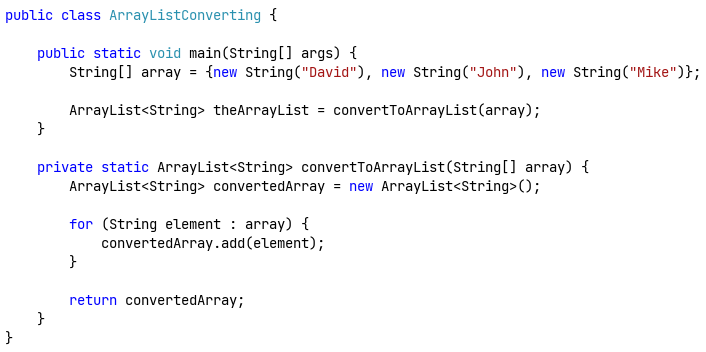 public class ArrayListConverting {
public static void main(String[] args) {
String[] array = {new String("David"), new String("John"), new String("Mike")};
ArrayList<String> theArrayList = convertToArrayList(array);
}
private static ArrayList<String> convertToArrayList(String[] array) {
ArrayList<String> convertedArray = new ArrayList<String>();
for (String element : array) {
convertedArray.add(element);
}
return convertedArray;
}
}